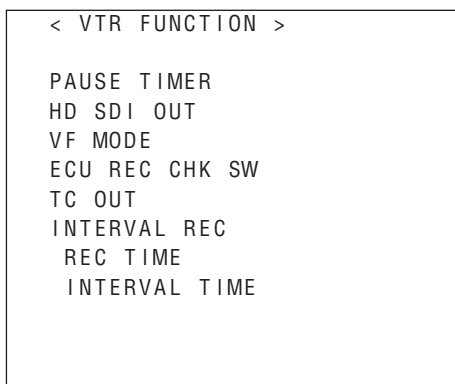 < VTR FUNCTION >
PAUSE TIMER
HD SDI OUT
VF MODE
ECU REC CHK SW
TC OUT
INTERVAL REC
REC TIME
INTERVAL TIME